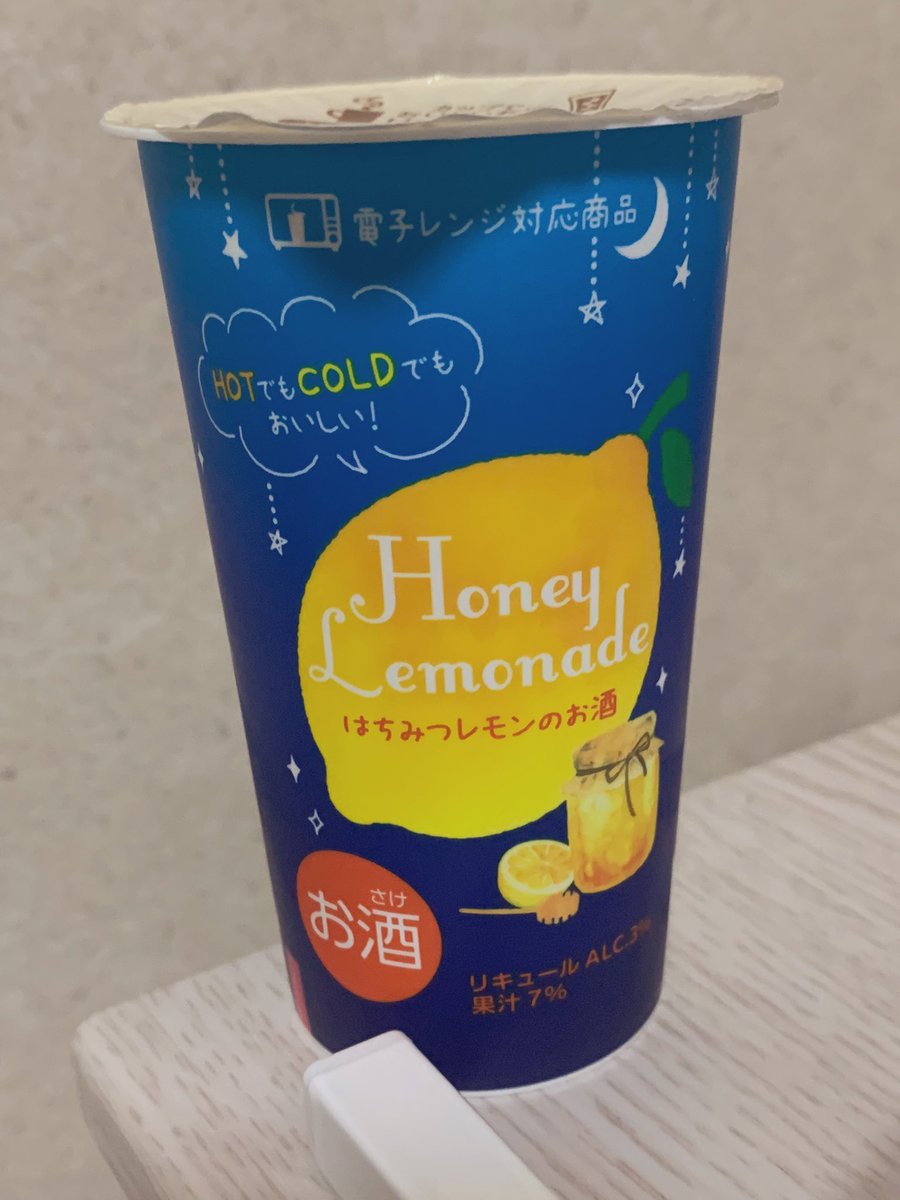 電子レンジ対応商品
HOTでもCOLDでも
おいしい!
Honey
Lemonade
はちみつレモンのお酒
さけ
お酒
リキュール ALC.3%
果汁 7%